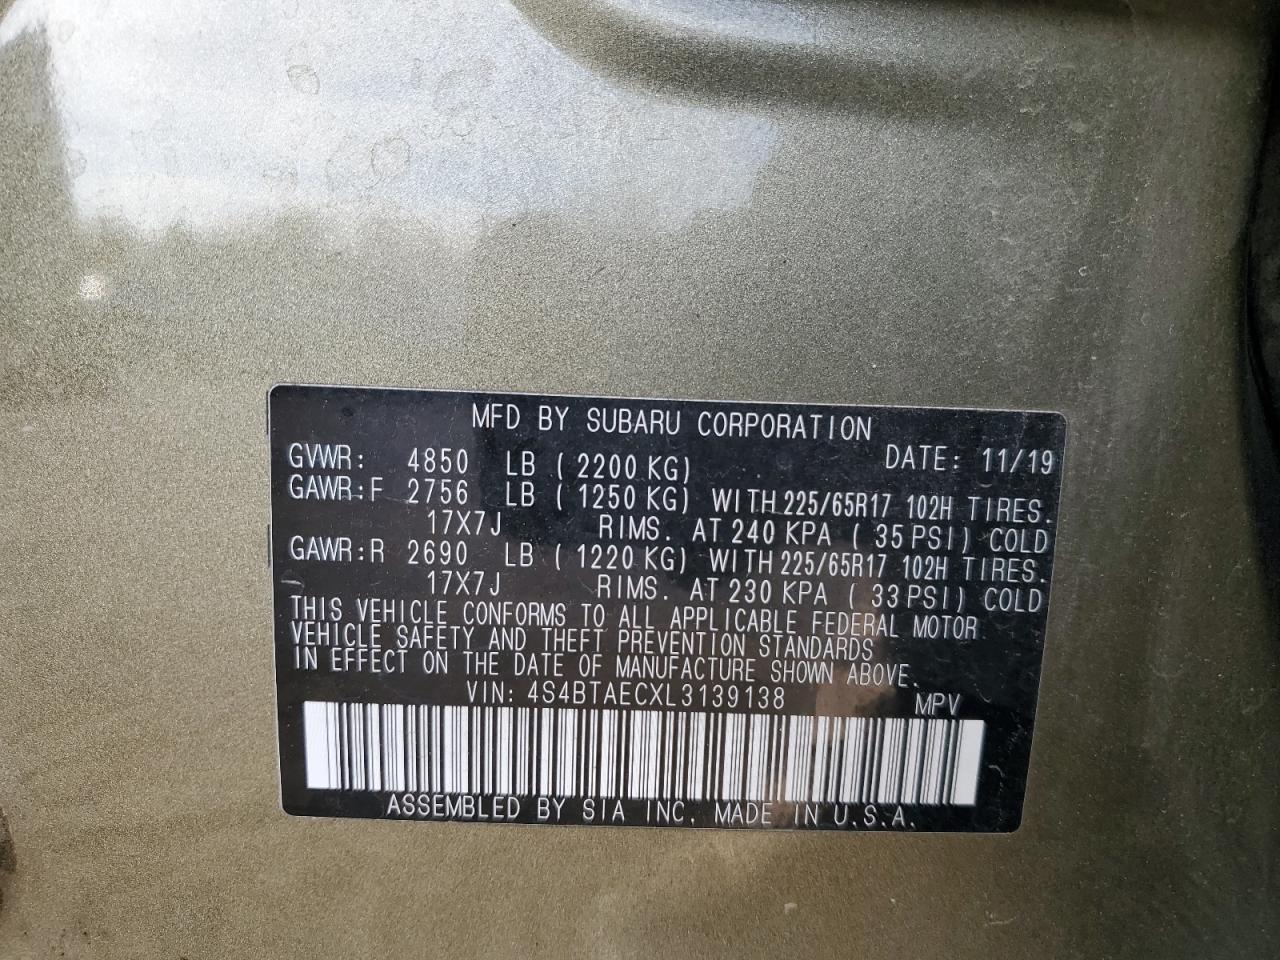 MFD BY SUBARU CORPORATION
GVWR: 4850 LB (2200 KG) DATE: 11/19
GAWR:F 2756 LB (1250 KG) WITH 225/65R17 102H TIRES.
17X7J RIMS. AT 240 KPA (35 PSI) COLD
GAWR:R 2690 LB (1220 KG) WITH 225/65R17 102H TIRES.
17X7J RIMS. AT 230 KPA (33 PSI) COLD
THIS VEHICLE CONFORMS TO ALL APPLICABLE FEDERAL MOTOR
VEHICLE SAFETY AND THEFT PREVENTION STANDARDS
IN EFFECT ON THE DATE OF MANUFACTURE SHOWN ABOVE.
VIN: 4S4BTAECXL3139138 MPV
ASSEMBLED BY SIA INC. MADE IN U.S.A.